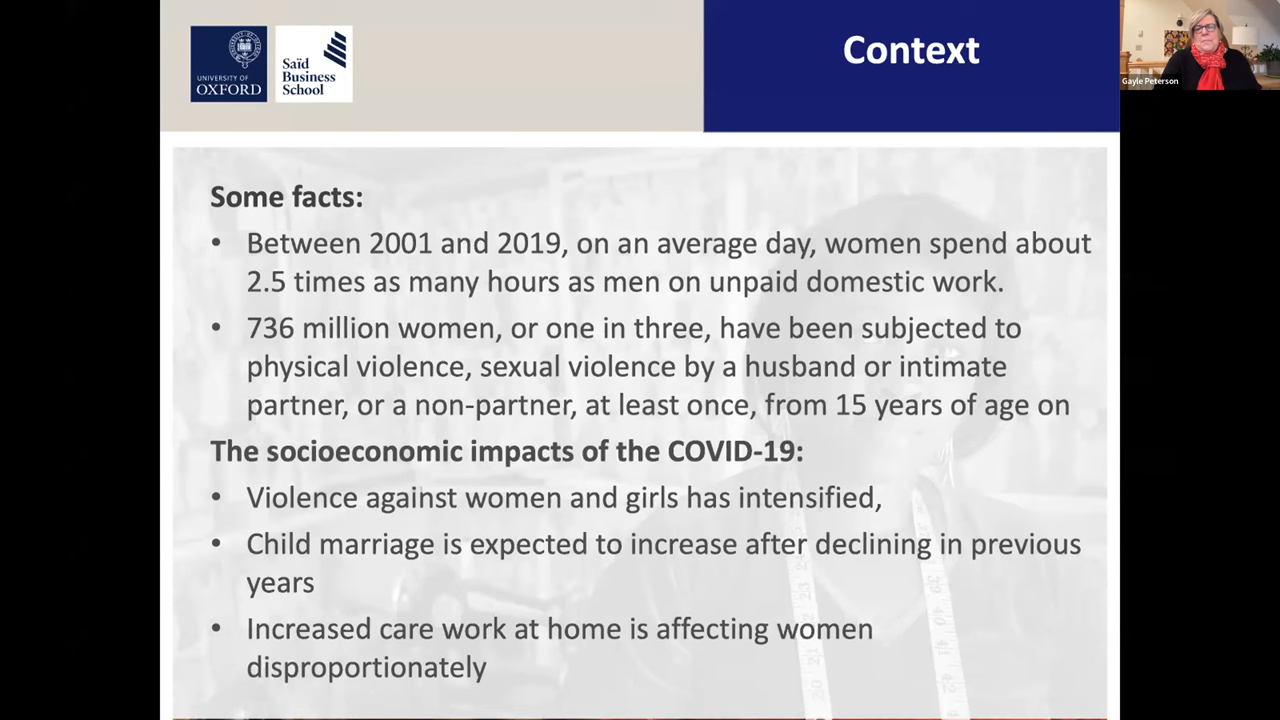 UNIVERSITY OF
OXFORD
Saïd
Business
School
Context
Gayle Peterson
Some facts:
• Between 2001 and 2019, on an average day, women spend about
2.5 times as many hours as men on unpaid domestic work.
• 736 million women, or one in three, have been subjected to
physical violence, sexual violence by a husband or intimate
partner, or a non-partner, at least once, from 15 years of age on
The socioeconomic impacts of the COVID-19:
• Violence against women and girls has intensified,
• Child marriage is expected to increase after declining in previous
years
• Increased care work at home is affecting women
disproportionately